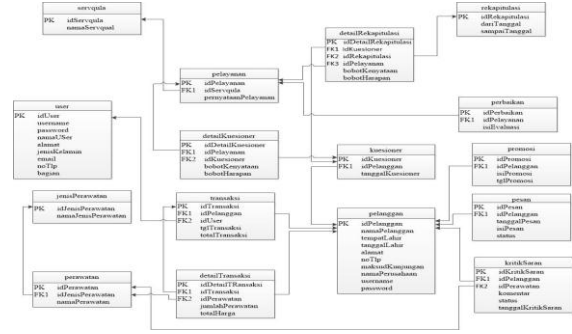 servqula
PK idServqula
namaServqual
rekapitulasi
PK idRekapitulasi
dariTanggal
sampaiTanggal
detailRekapitulasi
PK idDetailRekapitulasi
FK1 idKuesioner
FK2 idRekapitulasi
FK3 idPelayanan
bobotKenyataan
bobotHarapan
pelayanan
PK idPelayanan
FK1 idServqula
pernyataanPelayanan
perbaikan
PK idPerbaikan
FK1 idPelayanan
isiEvaluasi
user
PK idUser
username
password
namaUSer
alamat
jenisKelamin
email
noTlp
bagian
detailKuesioner
PK idDetailKuesioner
FK1 idPelayanan
FK2 idKuesioner
bobotKenyataan
bobotHarapan
kuesioner
PK idKuesioner
FK1 idPelanggan
tanggalKuesioner
promosi
PK idPromosi
FK1 idPelanggan
isiPromosi
tglPromosi
jenisPerawatan
PK idJenisPerawatan
namaJenisPerawatan
transaksi
PK idTransaksi
FK1 idPelanggan
FK2 idUser
tglTransaksi
totalTransaksi
pelanggan
PK idPelanggan
namaPelanggan
tempatLahir
tanggalLahir
alamat
noTlp
maksudKunjungan
namaPerusahaan
username
password
pesan
PK idPesan
FK1 idPelanggan
tanggalPesan
isiPesan
status
perawatan
PK idPerawatan
FK1 idJenisPerawatan
namaPerawatan
detailTransaksi
PK idDetailTRansaksi
FK1 idTransaksi
FK2 idPerawatan
jumlahPerawatan
totalHarga
kritikSaran
PK idKritikSaran
FK1 idPelanggan
FK2 idPerawatan
komentar
status
tanggalKritikSaran